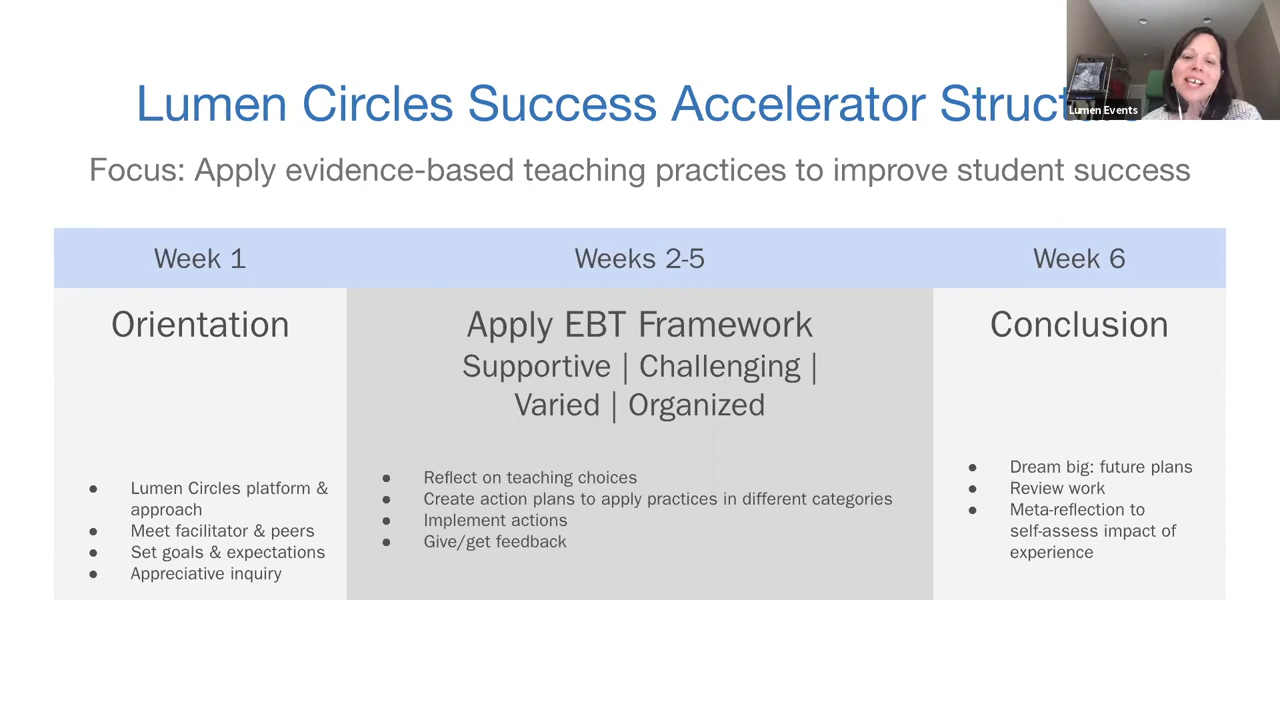 Lumen Circles Success Accelerator
Lumen Events
Focus: Apply evidence-based teaching practices to improve student success
Week 1
Weeks 2-5
Week 6
Orientation
Lumen Circles platform &
approach
Meet facilitator & peers
Set goals & expectations
Appreciative inquiry
Apply EBT Framework
Supportive | Challenging |
Varied | Organized
Reflect on teaching choices
Create action plans to apply practices in different categories
Implement actions
Give/get feedback
Conclusion
Dream big: future plans
Review work
Meta-reflection to
self-assess impact of
experience